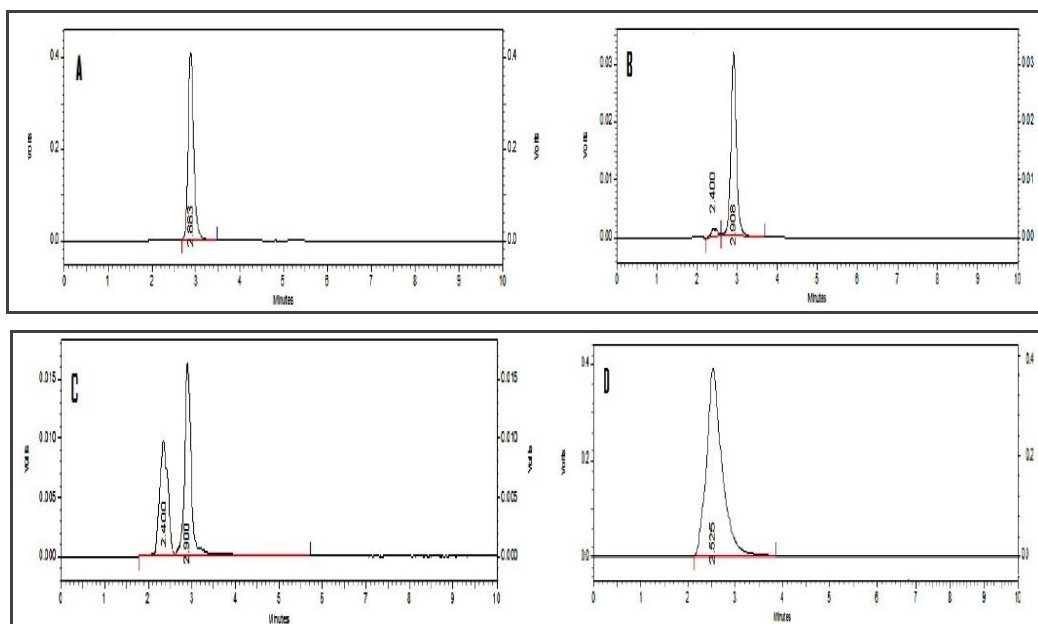 A
0.4 0.4
0.2 0.2
0.0 0.0
Volts Volts
2.883
0 1 2 3 4 5 6 7 8 9 10
Minutes
B
0.03 0.03
0.02 0.02
0.01 0.01
0.00 0.00
Volts
2.400
2.908
0 1 2 3 4 5 6 7 8 9 10
Minutes
C
0.015 0.015
0.010 0.010
0.005 0.005
0.000 0.000
Volts Volts
2.400
2.900
0 1 2 3 4 5 6 7 8 9 10
Minutes
D
0.4 0.4
0.2 0.2
0.0 0.0
Volts
2.525
0 1 2 3 4 5 6 7 8 9 10
Minutes